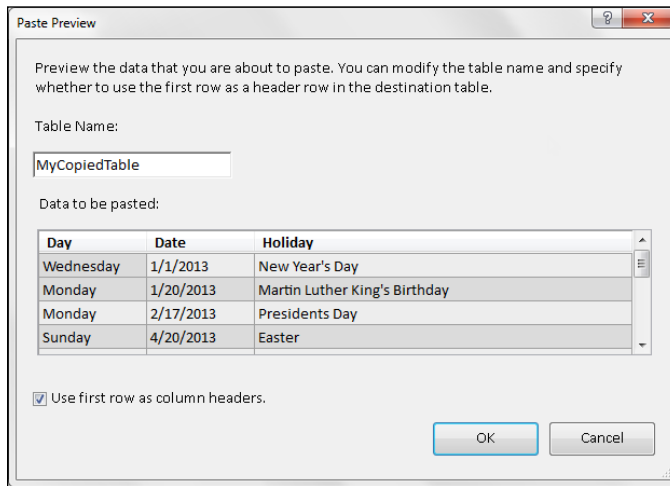 Paste Preview
Preview the data that you are about to paste. You can modify the table name and specify
whether to use the first row as a header row in the destination table.
Table Name:
MyCopiedTable
Data to be pasted:
Day Date Holiday
Wednesday 1/1/2013 New Year's Day
Monday 1/20/2013 Martin Luther King's Birthday
Monday 2/17/2013 Presidents Day
Sunday 4/20/2013 Easter
Use first row as column headers.
OK Cancel